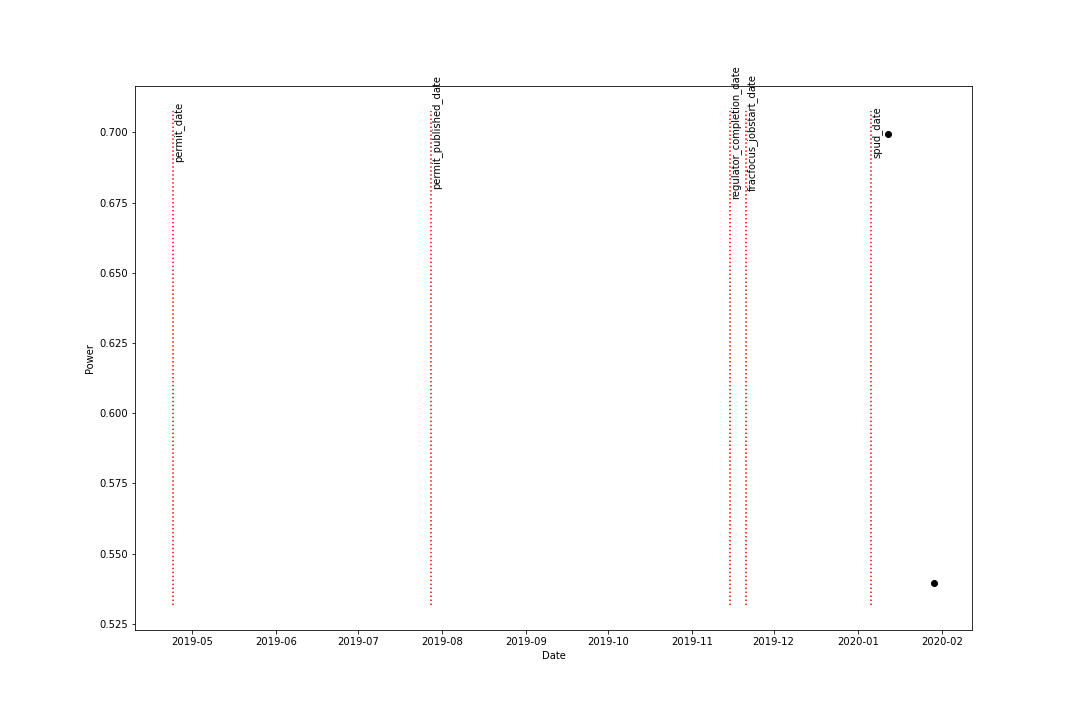 permit_date
permit_published_date
regulator_completion_date
fracfocus_jobstart_date
spud_date
0.700
0.675
0.650
0.625
0.600
0.575
0.550
0.525
Power
2019-05 2019-06 2019-07 2019-08 2019-09 2019-10 2019-11 2019-12 2020-01 2020-02
Date